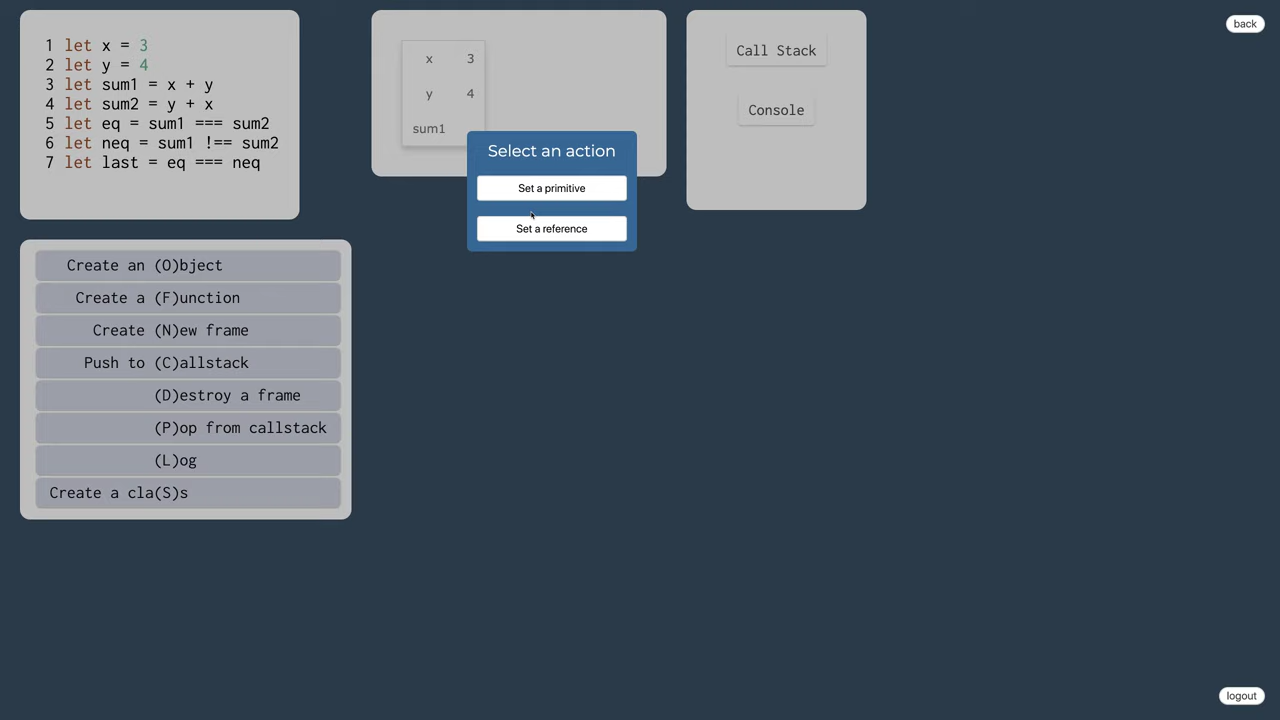 1 let x = 3
2 let y = 4
3 let sum1 = x + y
4 let sum2 = y + x
5 let eq = sum1 === sum2
6 let neq = sum1 !== sum2
7 let last = eq === neq
x 3
y 4
sum1
Select an action
Set a primitive
Set a reference
Call Stack
Console
back
Create an (O)bject
Create a (F)unction
Create (N)ew frame
Push to (C)allstack
(D)estroy a frame
(P)op from callstack
(L)og
Create a cla(S)s
logout